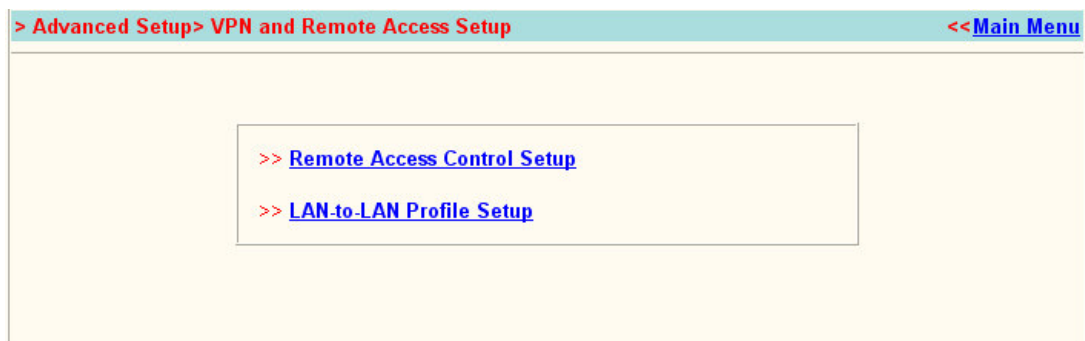 > Advanced Setup> VPN and Remote Access Setup <<Main Menu
>> Remote Access Control Setup
>> LAN-to-LAN Profile Setup